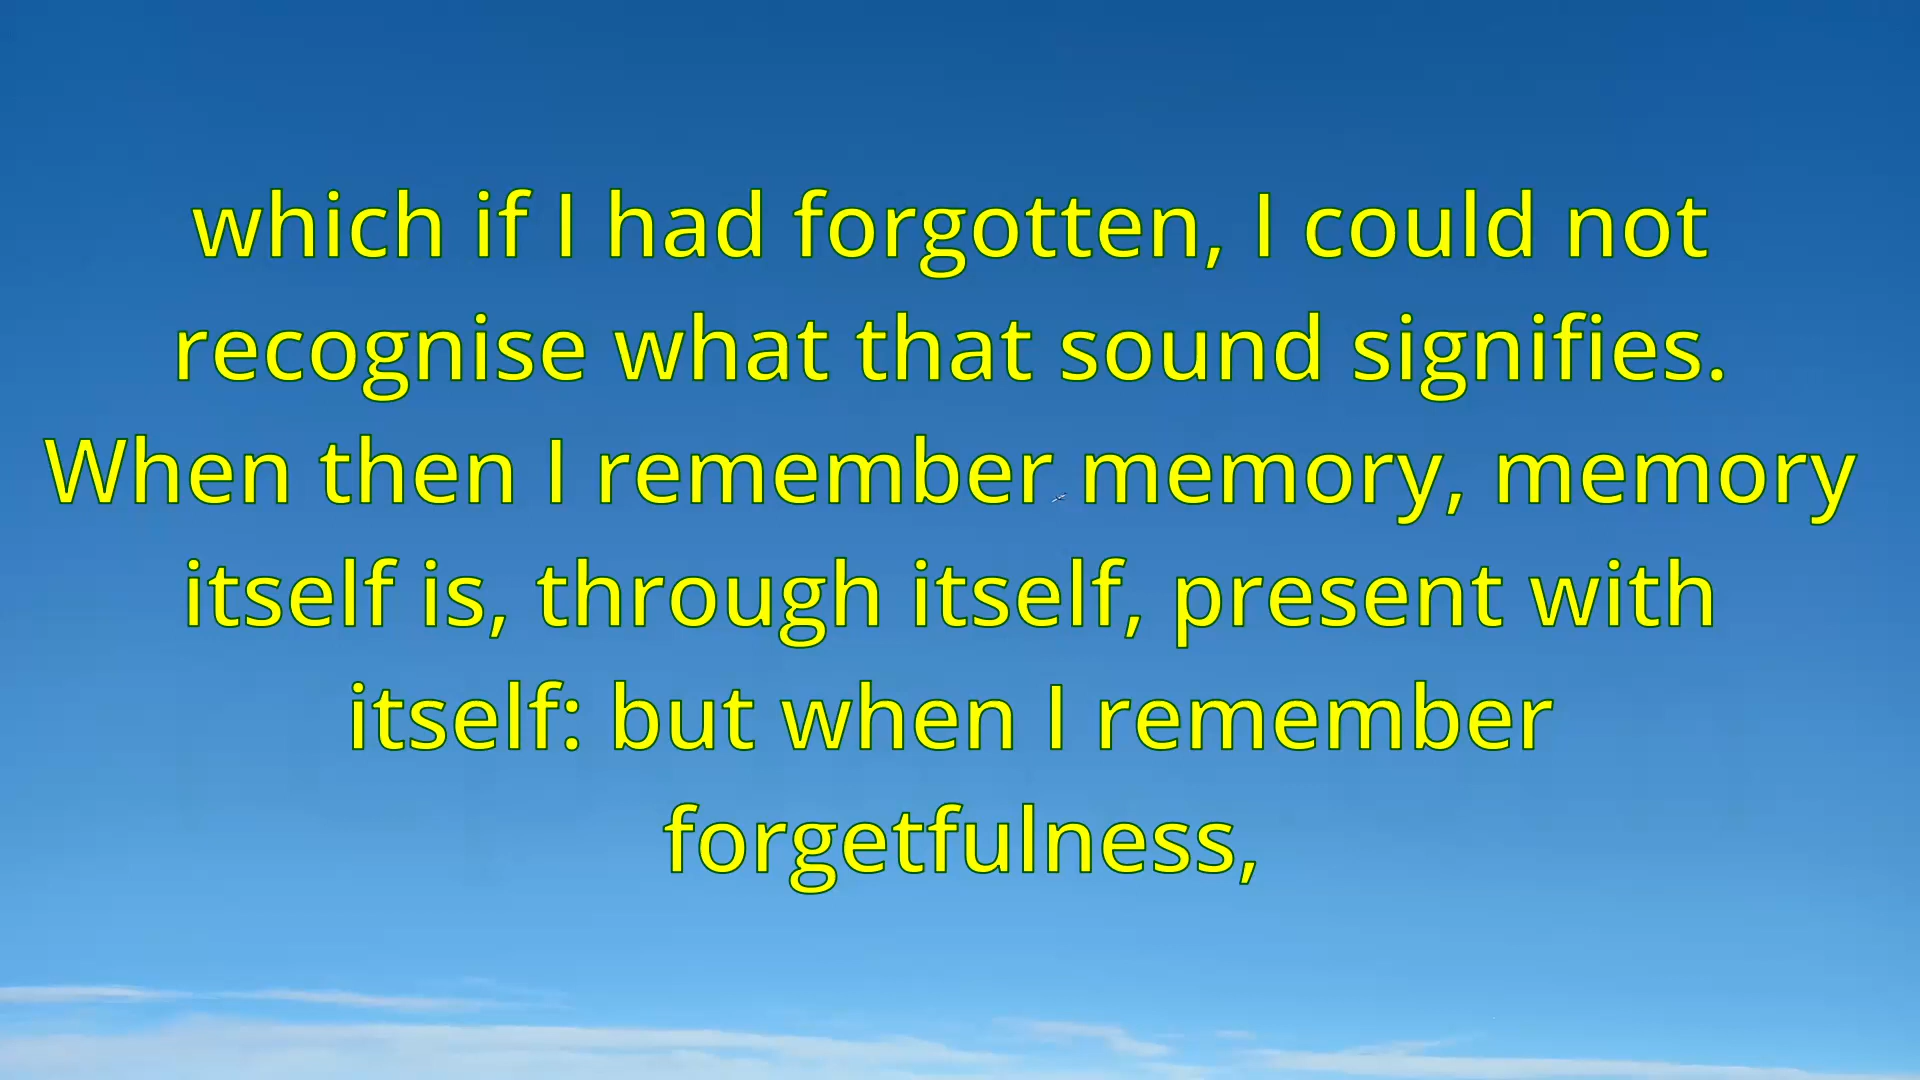 which if I had forgotten, I could not
recognise what that sound signifies.
When then I remember memory, memory
itself is, through itself, present with
itself: but when I remember
forgetfulness,